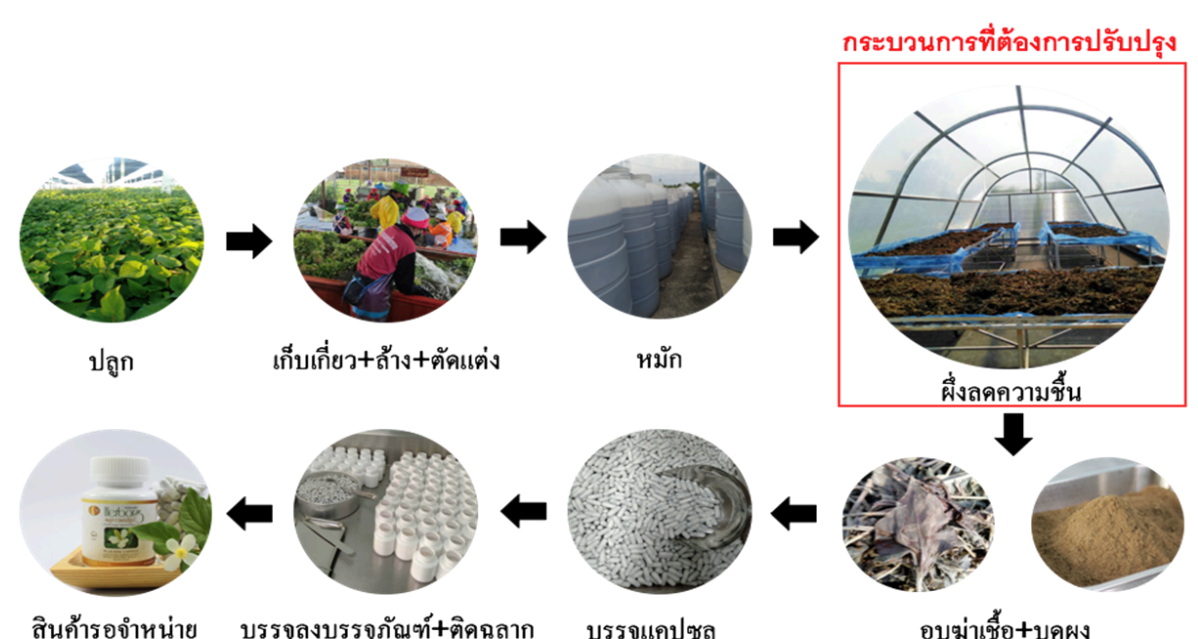 กระบวนการที่ต้องการปรับปรุง
ปลูก
เก็บเกี่ยว+ล้าง+ตัดแต่ง
หมัก
ผึ่งลดความชื้น
สินค้ารอจำหน่าย
บรรจุลงบรรจุภัณฑ์+ติดฉลาก
บรรจุแคปซูล
อบฆ่าเชื้อ+บดผง